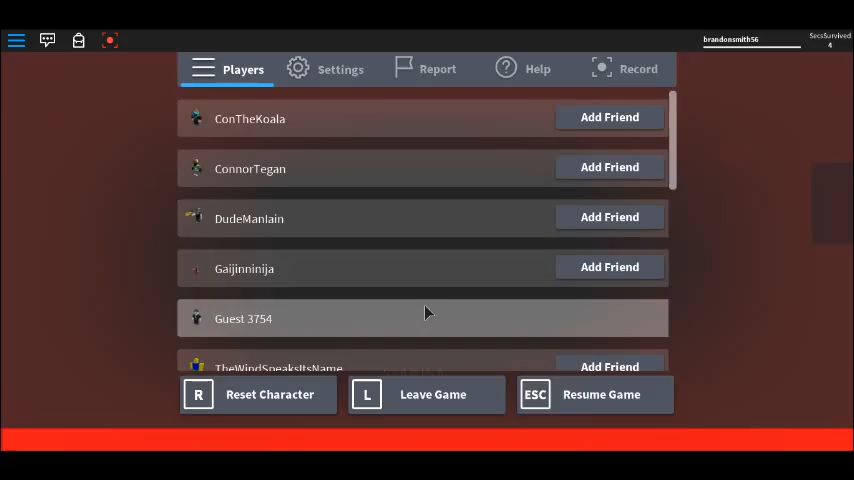 brandonsmith56
SecsSurvived
4
Players
Settings
Report
Help
Record
ConTheKoala
Add Friend
ConnorTegan
Add Friend
DudeManIain
Add Friend
Gaijinninija
Add Friend
Guest 3754
TheWindSpeaksItsName
Add Friend
R Reset Character
L Leave Game
ESC Resume Game